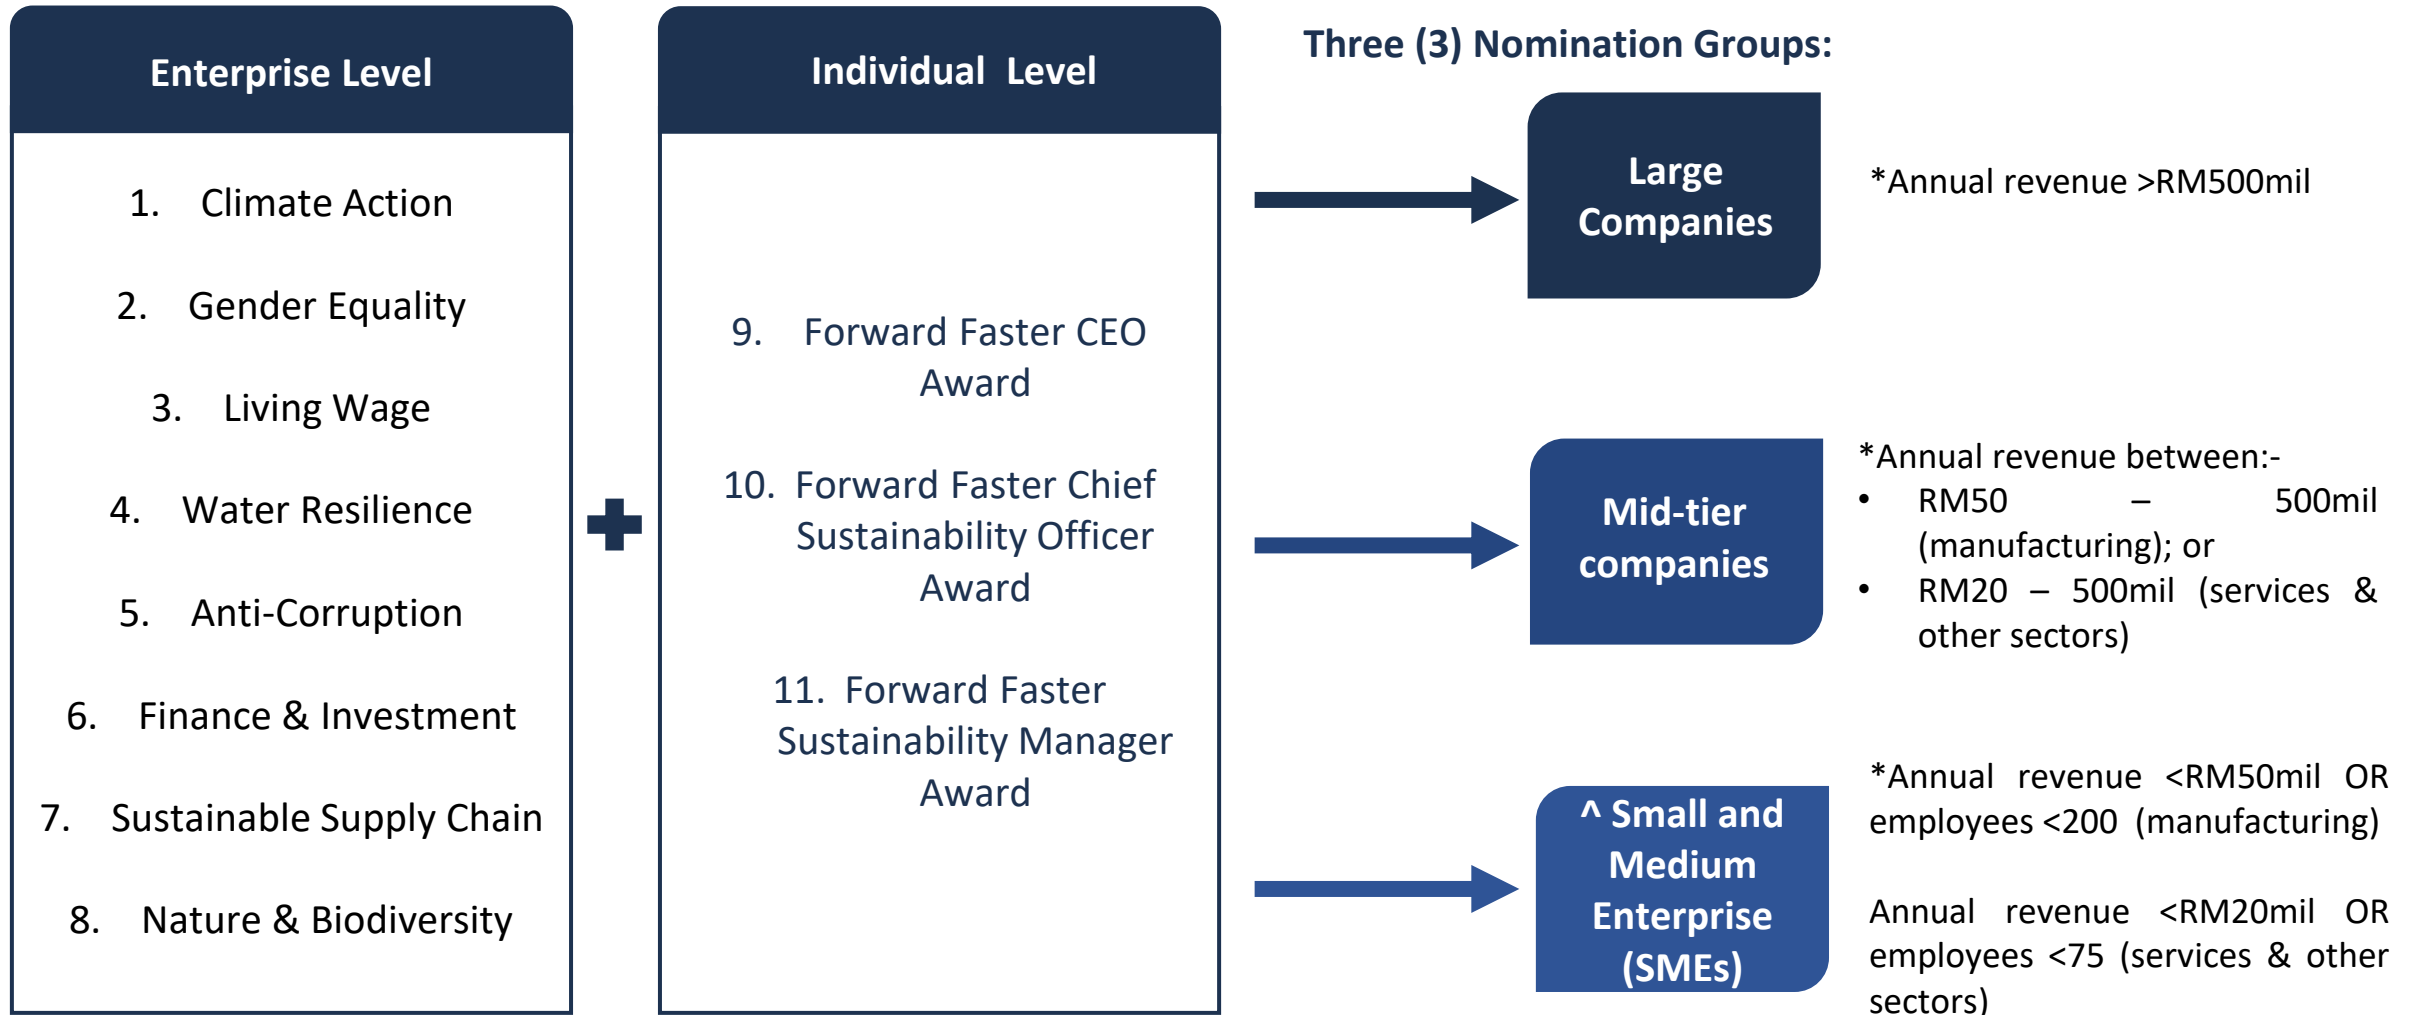 Enterprise Level
1. Climate Action
2. Gender Equality
3. Living Wage
4. Water Resilience
5. Anti-Corruption
6. Finance & Investment
7. Sustainable Supply Chain
8. Nature & Biodiversity
Individual Level
9. Forward Faster CEO
Award
10. Forward Faster Chief
Sustainability Officer
Award
11. Forward Faster
Sustainability Manager
Award
Three (3) Nomination Groups:
Large
Companies
*Annual revenue >RM500mil
Mid-tier
companies
*Annual revenue between:-
• RM50 – 500mil
(manufacturing); or
• RM20 – 500mil (services &
other sectors)
^ Small and
Medium
Enterprise
(SMEs)
*Annual revenue <RM50mil OR
employees <200 (manufacturing)
Annual revenue <RM20mil OR
employees <75 (services & other
sectors)